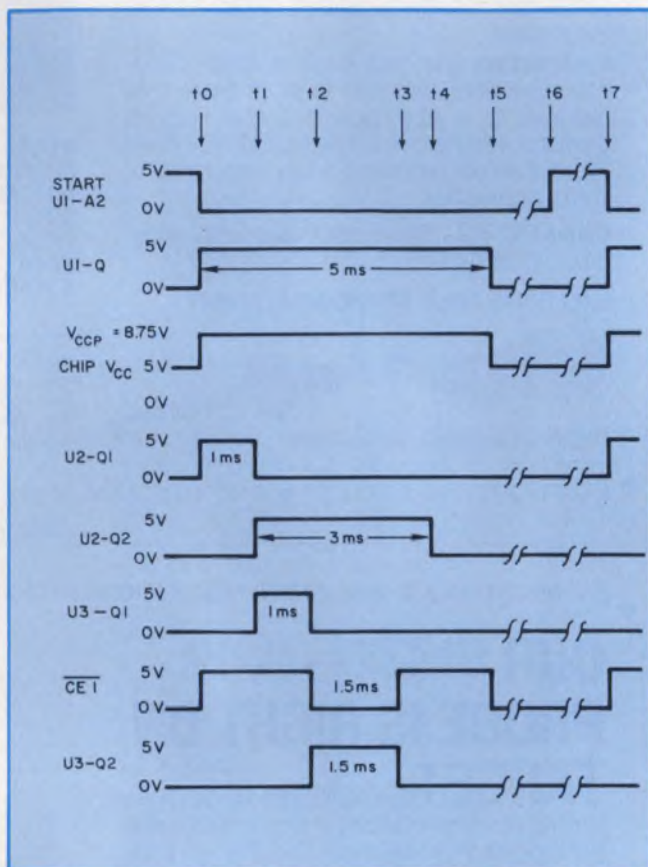 t0 t1 t2 t3 t4 t5 t6 t7
START
U1-A2
5V
0V
U1-Q
5V
0V
5 ms
VCCP = 8.75V
CHIP VCC 5V
0V
U2-Q1
5V
0V
1 ms
U2-Q2
5V
0V
3 ms
U3-Q1
5V
0V
1 ms
CE 1
5V
0V
1.5 ms
U3-Q2
5V
0V
1.5 ms